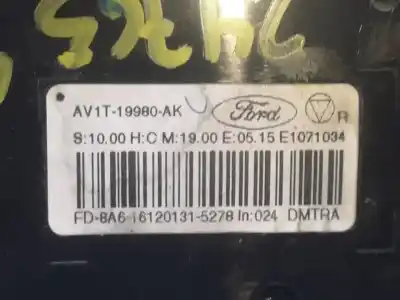 AV1T-19980-AK Ford R
S:10.00 H:C M:19.00 E:05.15 E1071034
FD-8A6-16120131-5278 In:024 DMTRA